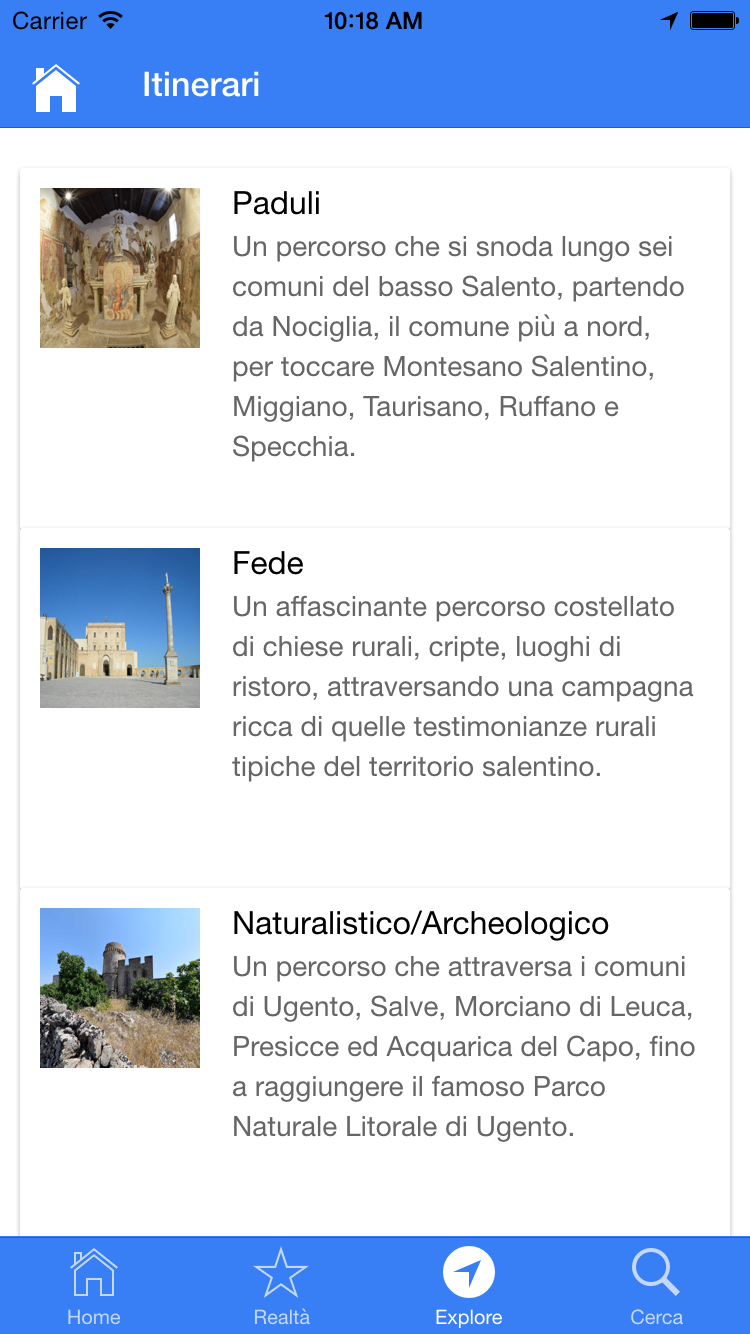 Carrier
10:18 AM
Itinerari
Paduli
Un percorso che si snoda lungo sei
comuni del basso Salento, partendo
da Nociglia, il comune più a nord,
per toccare Montesano Salentino,
Miggiano, Taurisano, Ruffano e
Specchia.
Fede
Un affascinante percorso costellato
di chiese rurali, cripte, luoghi di
ristoro, attraversando una campagna
ricca di quelle testimonianze rurali
tipiche del territorio salentino.
Naturalistico/Archeologico
Un percorso che attraversa i comuni
di Ugento, Salve, Morciano di Leuca,
Presicce ed Acquarica del Capo, fino
a raggiungere il famoso Parco
Naturale Litorale di Ugento.
Home
Realtà
Explore
Cerca